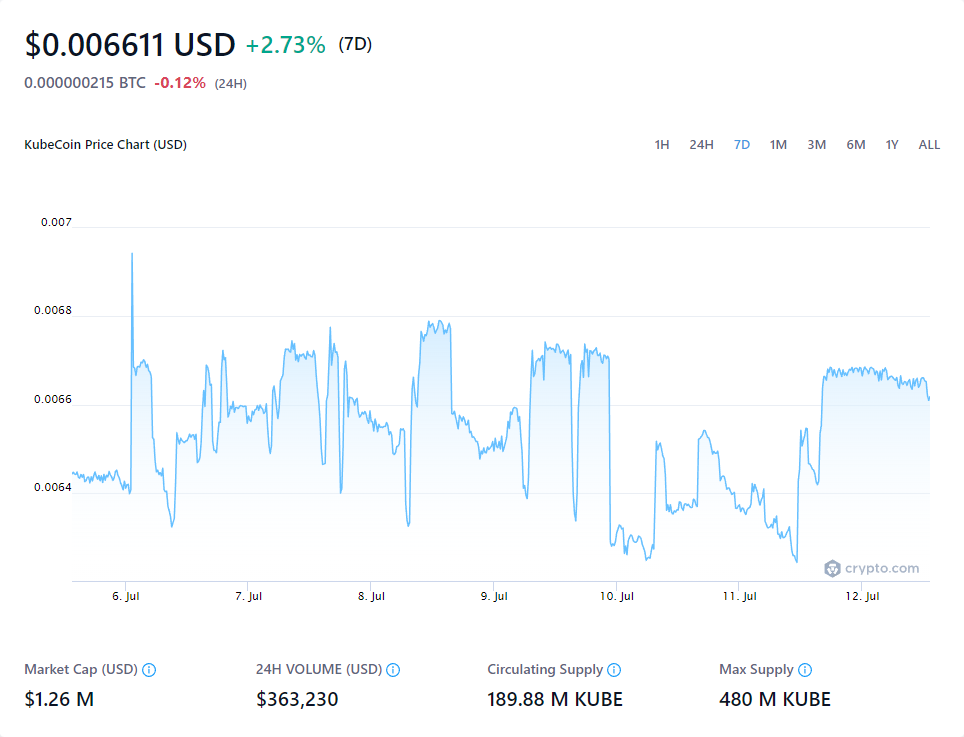 $0.006611 USD +2.73% (7D)
0.000000215 BTC -0.12% (24H)
KubeCoin Price Chart (USD) 1H 24H 7D 1M 3M 6M 1Y ALL
0.007
0.0068
0.0066
0.0064
crypto.com
6. Jul 7. Jul 8. Jul 9. Jul 10. Jul 11. Jul 12. Jul
Market Cap (USD) 24H VOLUME (USD) Circulating Supply Max Supply
$1.26 M $363,230 189.88 M KUBE 480 M KUBE